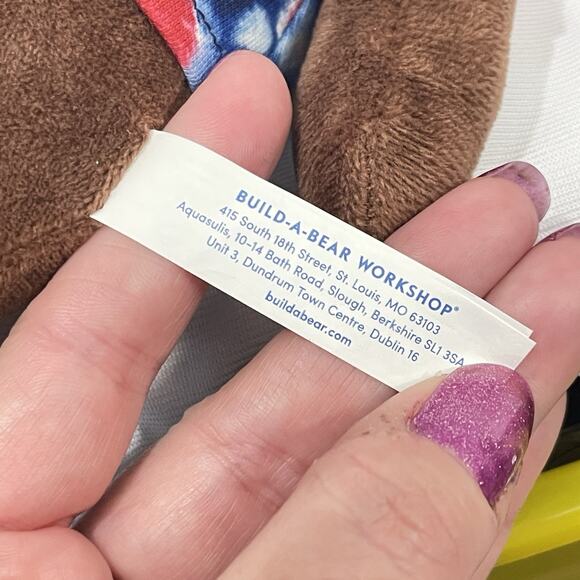 BUILD-A-BEAR WORKSHOP®
415 South 18th Street, St. Louis, MO 63103
Aquasulis, 10-14 Bath Road, Slough, Berkshire SL1 3SA
Unit 3, Dundrum Town Centre, Dublin 16
buildabear.com